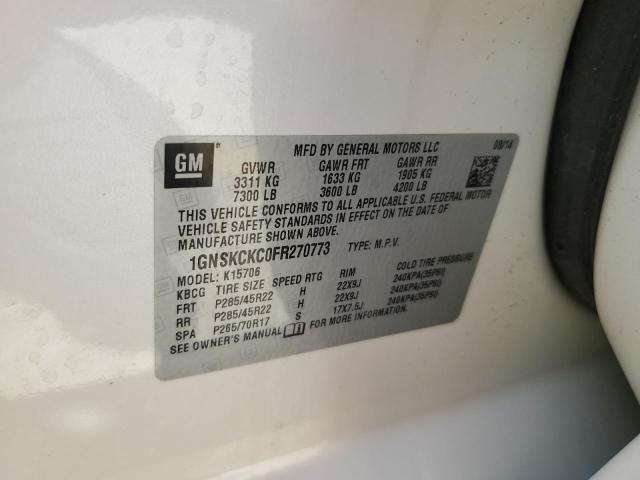 MFD BY GENERAL MOTORS LLC 08/14
GM
GVWR GAWR FRT GAWR RR
3311 KG 1633 KG 1905 KG
7300 LB 3600 LB 4200 LB
THIS VEHICLE CONFORMS TO ALL APPLICABLE U.S. FEDERAL MOTOR
VEHICLE SAFETY STANDARDS IN EFFECT ON THE DATE OF
MANUFACTURE SHOWN ABOVE.
1GNSKCKC0FR270773 TYPE: M.P.V.
MODEL: K15706
KBCG TIRE SIZE SPEED RTG RIM COLD TIRE PRESSURE
FRT P285/45R22 H 22X9J 240KPA(35PSI)
RR P285/45R22 H 22X9J 240KPA(35PSI)
SPA P265/70R17 S 17X7.5J 240KPA(35PSI)
SEE OWNER'S MANUAL FOR MORE INFORMATION.